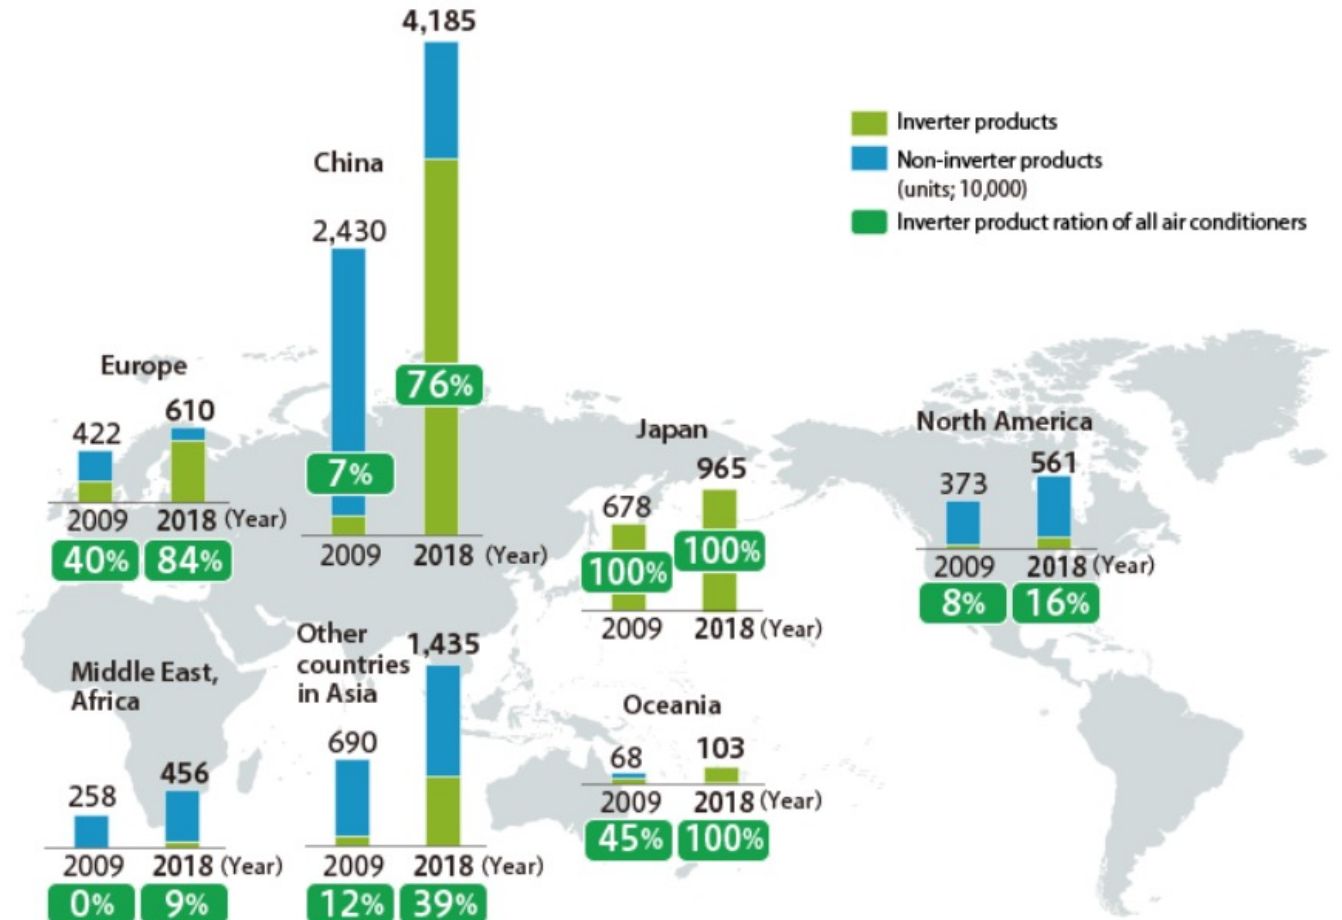 4,185
Inverter products
Non-inverter products
(units; 10,000)
Inverter product ration of all air conditioners
China
2,430
76%
7%
2009 2018 (Year)
Europe
422 610
2009 2018 (Year)
40% 84%
Japan
678 965
100% 100%
2009 2018 (Year)
North America
373 561
2009 2018 (Year)
8% 16%
Middle East,
Africa
258 456
2009 2018 (Year)
0% 9%
Other
countries
in Asia
690 1,435
2009 2018 (Year)
12% 39%
Oceania
68 103
2009 2018 (Year)
45% 100%